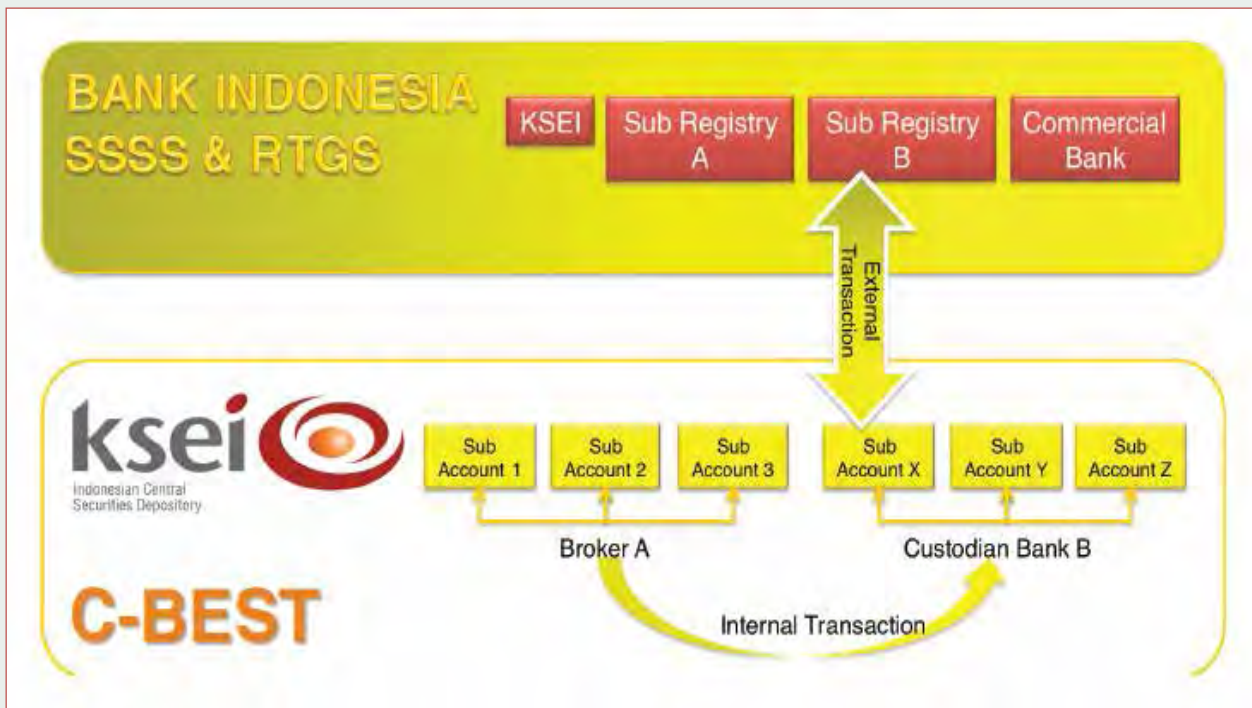 BANK INDONESIA
SSSS & RTGS
KSEI
Sub Registry
A
Sub Registry
B
Commercial
Bank
External
Transaction
ksei
Indonesian Central
Securities Depository
Sub
Account 1
Sub
Account 2
Sub
Account 3
Sub
Account X
Sub
Account Y
Sub
Account Z
Broker A
Custodian Bank B
Internal Transaction
C-BEST